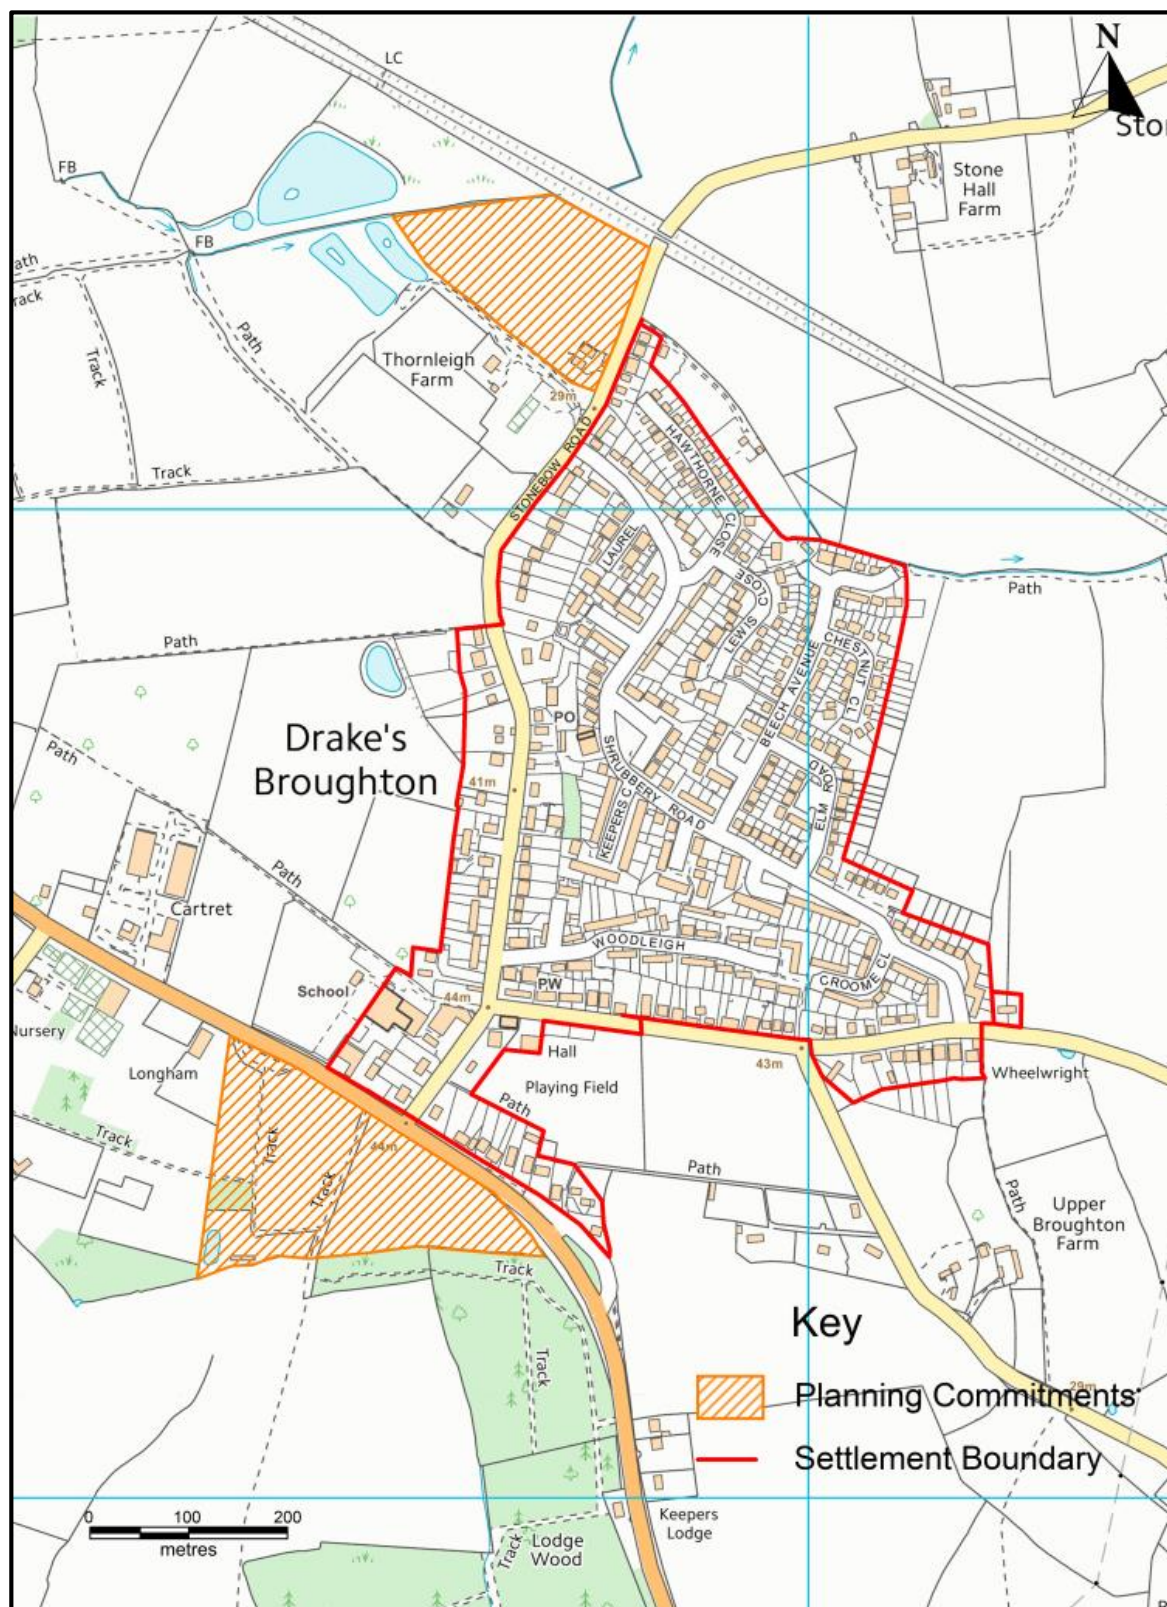 N
LC
Stor
FB
Stone
Hall
Farm
FB
ath
rack
Path
Track
Thornleigh
Farm
29m
STONEBOW ROAD
HAWTHORNE CLOSE
Track
LAUREL
CLOSE
LEWIS
Path
Path
CHESTNUT CL
BEECH AVENUE
PO
Drake's
Broughton
Path
SHRUBBERY ROAD
41m
ELM ROAD
KEEPERS C
Path
Cartret
WOODLEIGH
CROOME CL
School
PW
44m
Nursery
Longham
Hall
43m
Wheelwright
Playing Field
Path
Track
Track
44m
Track
Path
Path
Upper
Broughton
Farm
Track
Key
Track
29m
Planning Commitments
Settlement Boundary
0 100 200
metres
Keepers
Lodge
Track
Lodge
Wood